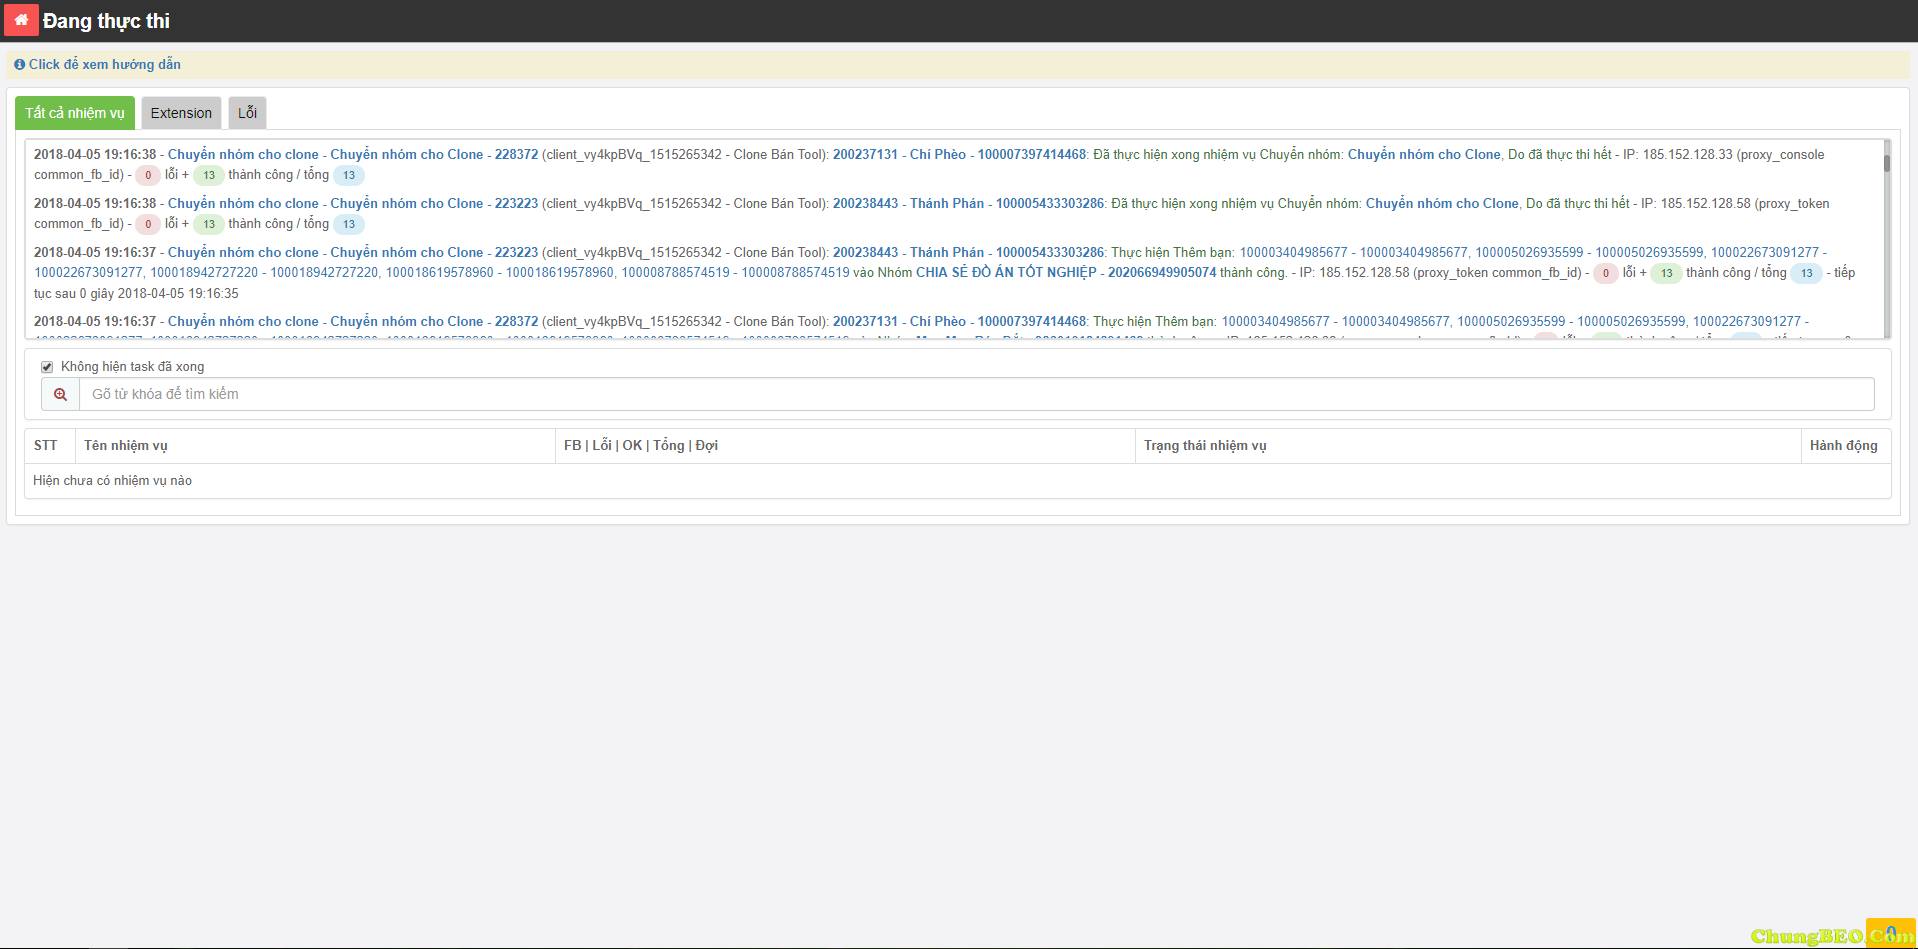 Đang thực thi
Click để xem hướng dẫn
Tất cả nhiệm vụ Extension Lỗi
2018-04-05 19:16:38 - Chuyển nhóm cho clone - Chuyển nhóm cho Clone - 228372 (client_vy4kpBVq_1515265342 - Clone Bán Tool): 200237131 - Chí Phèo - 100007397414468: Đã thực hiện xong nhiệm vụ Chuyển nhóm: Chuyển nhóm cho Clone, Do đã thực thi hết - IP: 185.152.128.33 (proxy_console
common_fb_id) - 0 lỗi + 13 thành công / tổng 13
2018-04-05 19:16:38 - Chuyển nhóm cho clone - Chuyển nhóm cho Clone - 223223 (client_vy4kpBVq_1515265342 - Clone Bán Tool): 200238443 - Thánh Phán - 100005433303286: Đã thực hiện xong nhiệm vụ Chuyển nhóm: Chuyển nhóm cho Clone, Do đã thực thi hết - IP: 185.152.128.58 (proxy_token
common_fb_id) - 0 lỗi + 13 thành công / tổng 13
2018-04-05 19:16:37 - Chuyển nhóm cho clone - Chuyển nhóm cho Clone - 223223 (client_vy4kpBVq_1515265342 - Clone Bán Tool): 200238443 - Thánh Phán - 100005433303286: Thực hiện Thêm bạn: 100003404985677 - 100003404985677, 100005026935599 - 100005026935599, 100022673091277 -
100022673091277, 100018942727220 - 100018942727220, 100018619578960 - 100018619578960, 100008788574519 - 100008788574519 vào Nhóm CHIA SẺ ĐỒ ÁN TỐT NGHIỆP - 202066949905074 thành công. - IP: 185.152.128.58 (proxy_token common_fb_id) - 0 lỗi + 13 thành công / tổng 13 - tiếp
tục sau 0 giây 2018-04-05 19:16:35
2018-04-05 19:16:37 - Chuyển nhóm cho clone - Chuyển nhóm cho Clone - 228372 (client_vy4kpBVq_1515265342 - Clone Bán Tool): 200237131 - Chí Phèo - 100007397414468: Thực hiện Thêm bạn: 100003404985677 - 100003404985677, 100005026935599 - 100005026935599, 100022673091277 -
Không hiện task đã xong
Gõ từ khóa để tìm kiếm
STT Tên nhiệm vụ FB | Lỗi | OK | Tổng | Đợi Trạng thái nhiệm vụ Hành động
Hiện chưa có nhiệm vụ nào
ChungBEO.Com